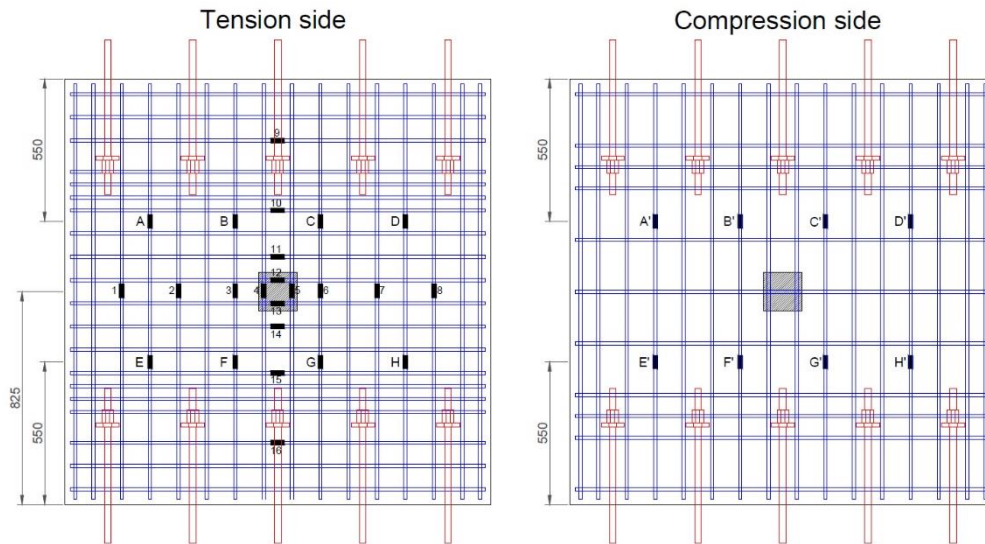 Tension side
Compression side
550
9
10
A B C D
11
12
1 2 3 4 5 6 7 8
13
14
E F G H
15
16
825
550
550
A' B' C' D'
E' F' G' H'
550